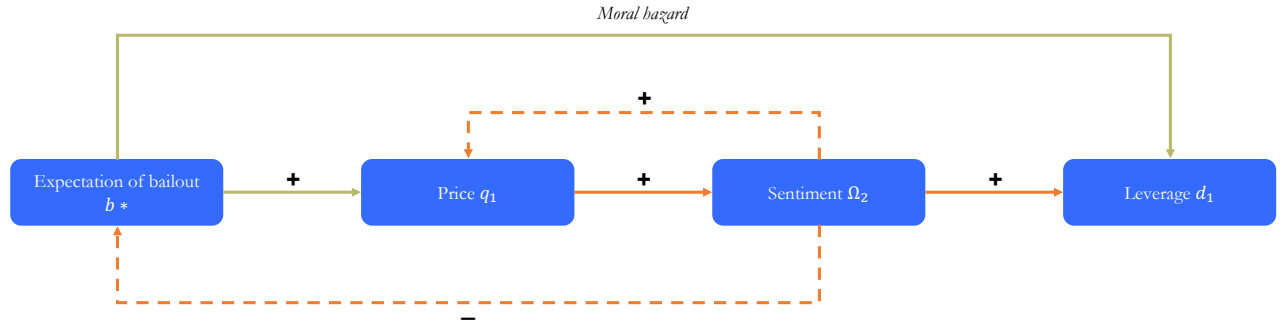 Moral hazard
+
+ + +
Expectation of bailout
b *
Price q₁
Sentiment Ω₂
Leverage d₁
−